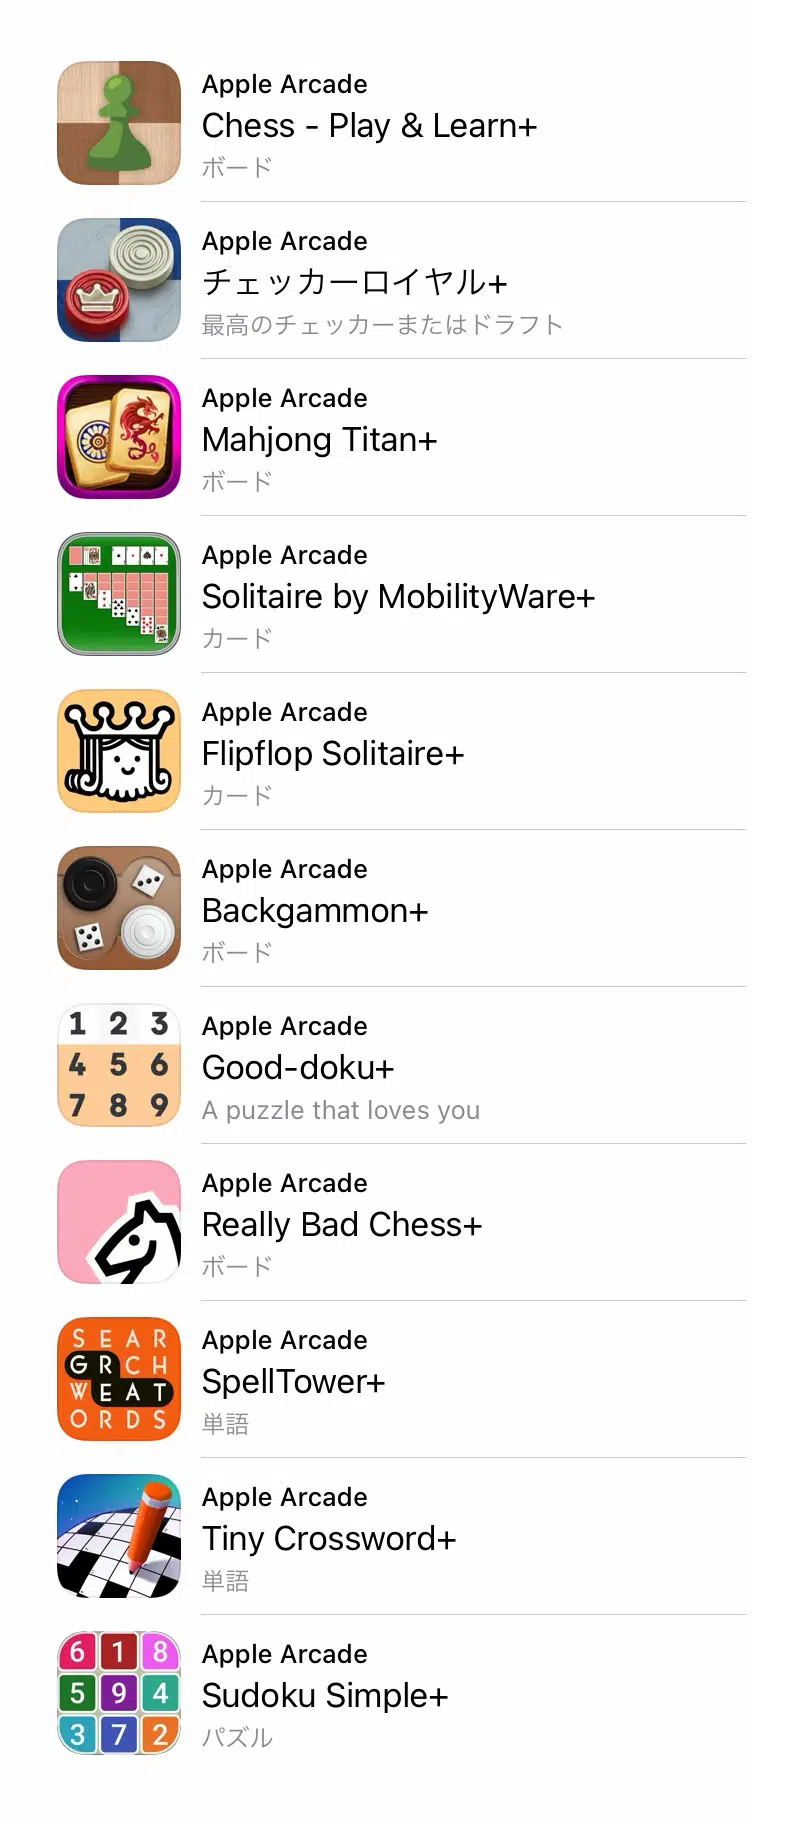 Apple Arcade
Chess - Play & Learn+
ボード
Apple Arcade
チェッカーロイヤル+
最高のチェッカーまたはドラフト
Apple Arcade
Mahjong Titan+
ボード
Apple Arcade
Solitaire by MobilityWare+
カード
Apple Arcade
Flipflop Solitaire+
カード
Apple Arcade
Backgammon+
ボード
1 2 3
4 5 6
7 8 9
Apple Arcade
Good-doku+
A puzzle that loves you
Apple Arcade
Really Bad Chess+
ボード
SEAR
GRCH
WEAT
ORDS
Apple Arcade
SpellTower+
単語
Apple Arcade
Tiny Crossword+
単語
6 1 8
5 9 4
3 7 2
Apple Arcade
Sudoku Simple+
パズル